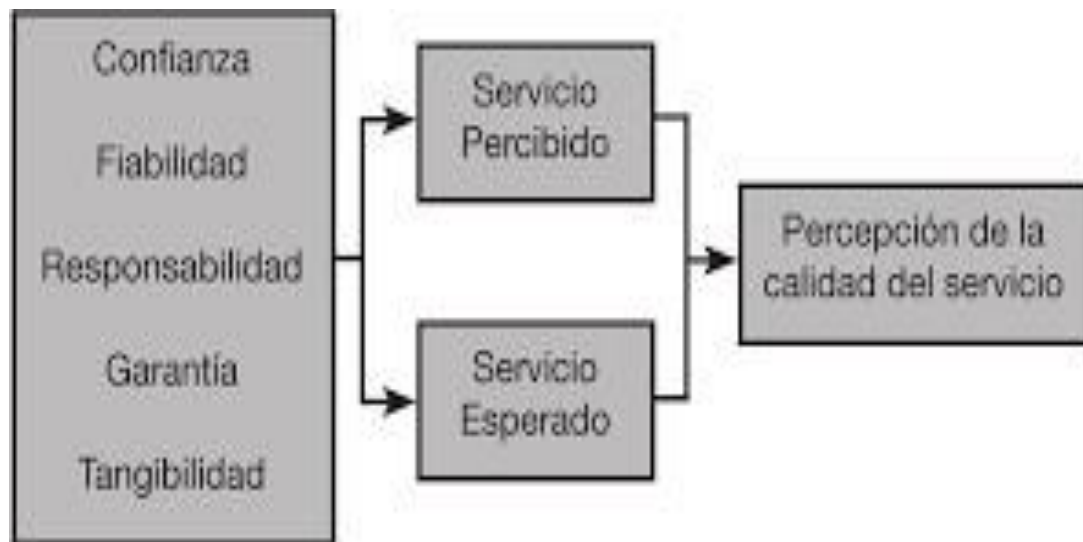 Confianza
Fiabilidad
Responsabilidad
Garantía
Tangibilidad
Servicio
Percibido
Servicio
Esperado
Percepción de la
calidad del servicio